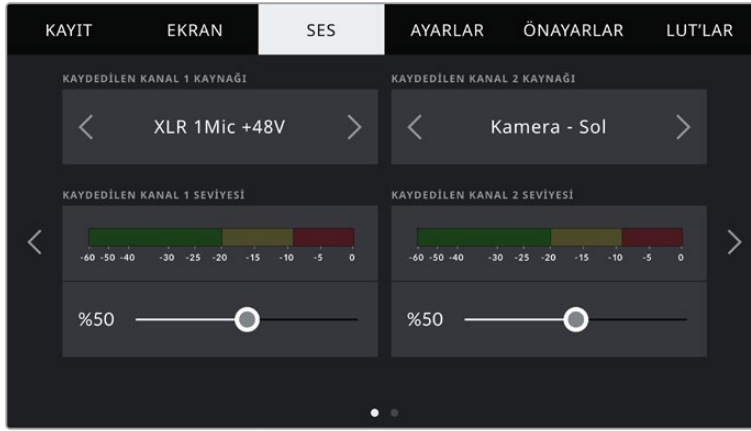 KAYIT EKRAN SES AYARLAR ÖNAYARLAR LUT'LAR
KAYDEDİLEN KANAL 1 KAYNAĞI KAYDEDİLEN KANAL 2 KAYNAĞI
XLR 1Mic +48V Kamera - Sol
KAYDEDİLEN KANAL 1 SEVİYESİ KAYDEDİLEN KANAL 2 SEVİYESİ
-60 -50 -40 -30 -25 -20 -15 -10 -5 0 -60 -50 -40 -30 -25 -20 -15 -10 -5 0
%50 %50